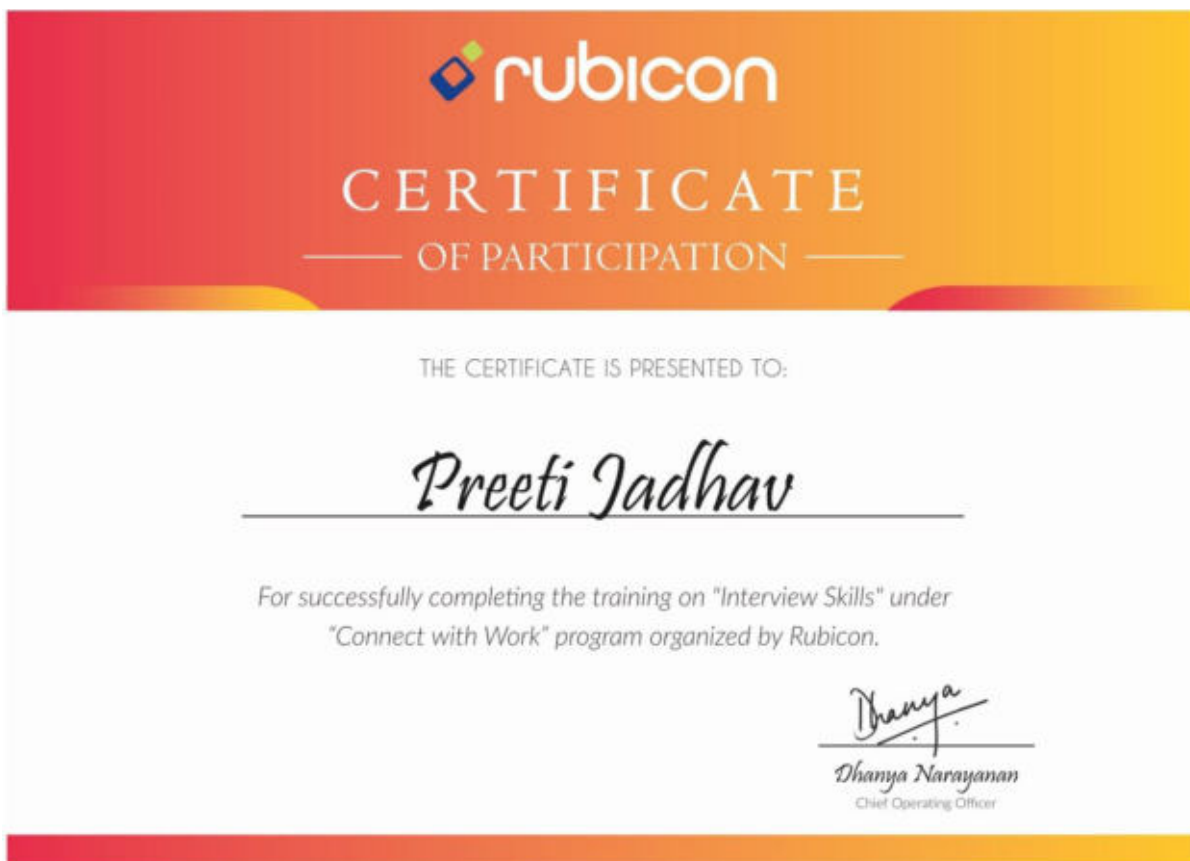 rubicon
CERTIFICATE
OF PARTICIPATION
THE CERTIFICATE IS PRESENTED TO:
Preeti Jadhav
For successfully completing the training on "Interview Skills" under
"Connect with Work" program organized by Rubicon.
Dhanya
Dhanya Narayanan
Chief Operating Officer